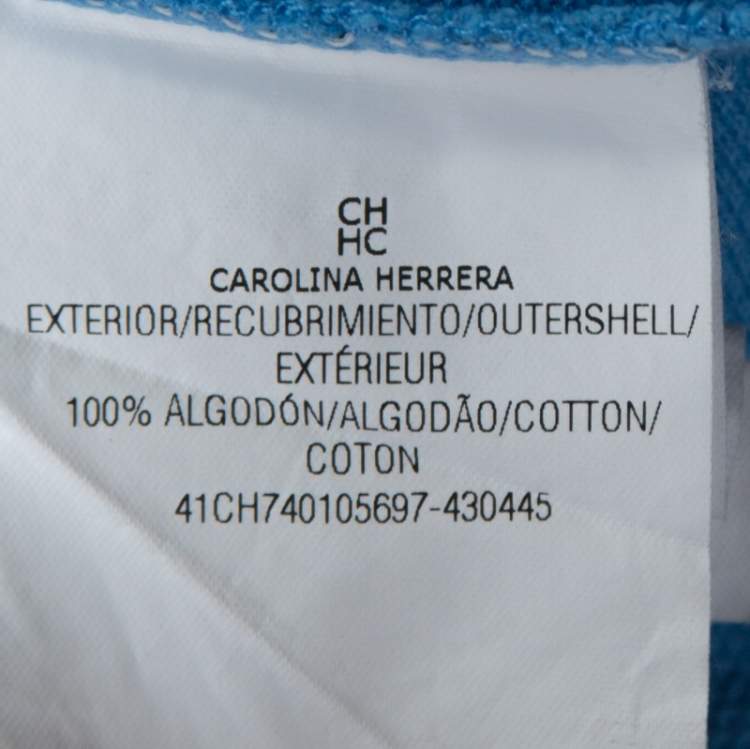 CH
HC
CAROLINA HERRERA
EXTERIOR/RECUBRIMIENTO/OUTERSHELL/
EXTÉRIEUR
100% ALGODÓN/ALGODÃO/COTTON/
COTON
41CH740105697-430445